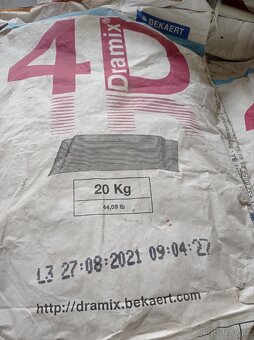 BEKAERT
4D
Dramix®
20 Kg
44,09 lb
L3 27:08:2021 09:04:27
http://dramix.bekaert.com